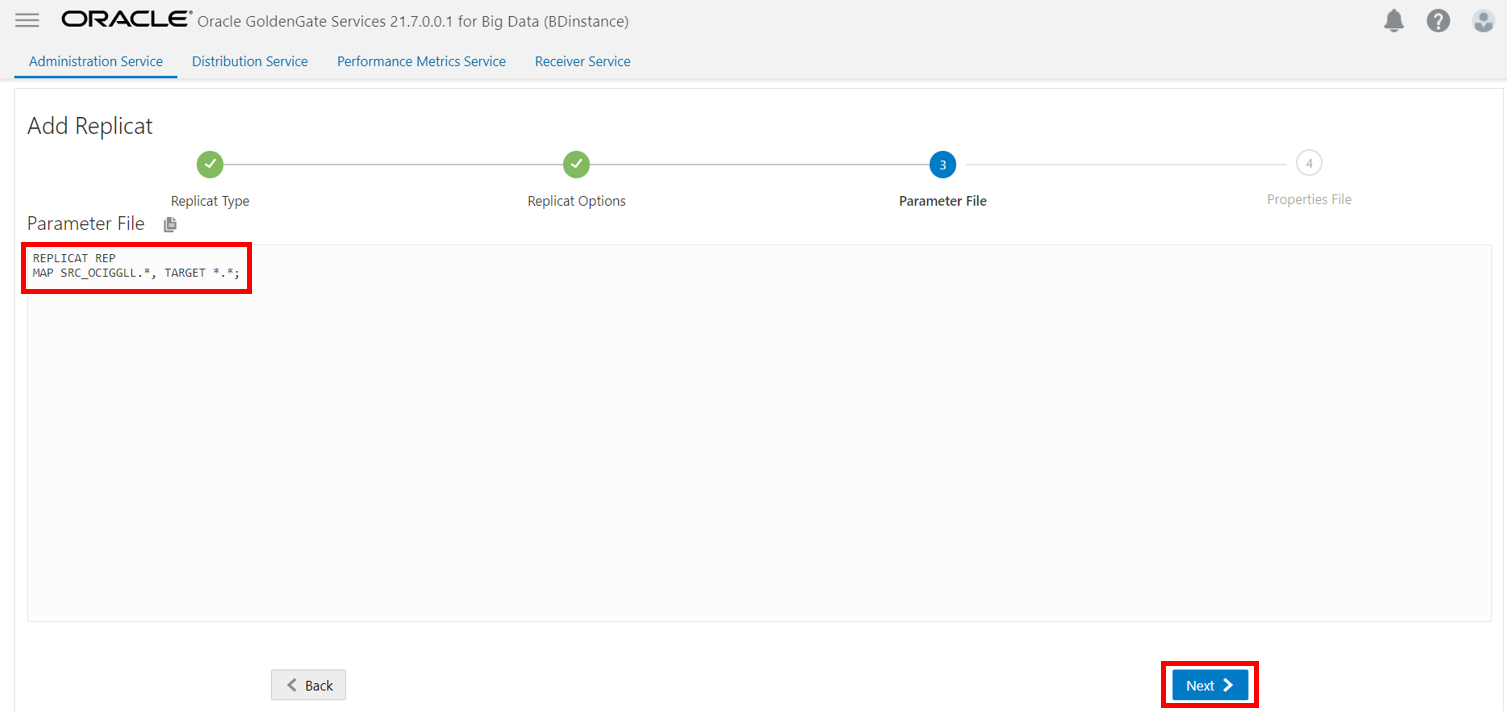 ORACLE® Oracle GoldenGate Services 21.7.0.0.1 for Big Data (BDinstance)
Administration Service Distribution Service Performance Metrics Service Receiver Service
Add Replicat
3 4
Replicat Type Replicat Options Parameter File Properties File
Parameter File
REPLICAT REP
MAP SRC_OCIGGLL.*, TARGET *.*;
Back Next